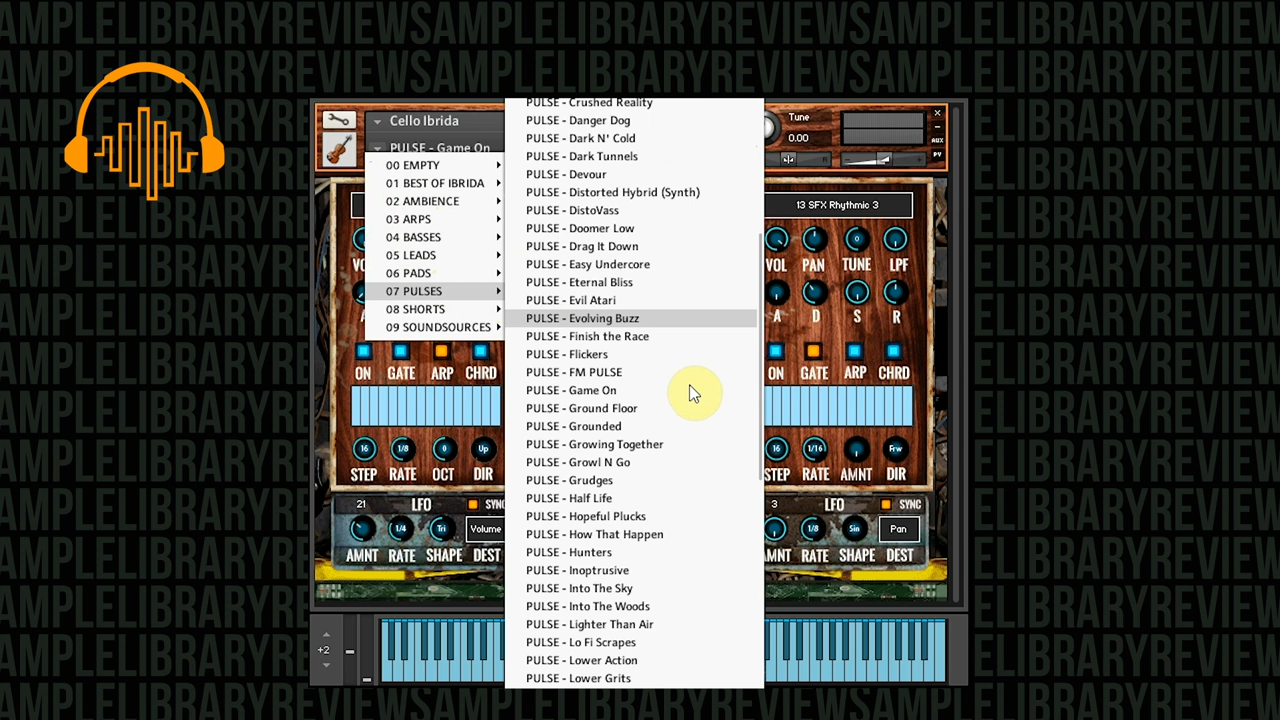 SAMPLELIBRARYREVIEWS
Cello Ibrida
PULSE - Game On
Tune
0.00
AUX
PV
00 EMPTY
01 BEST OF IBRIDA
02 AMBIENCE
03 ARPS
04 BASSES
05 LEADS
06 PADS
07 PULSES
08 SHORTS
09 SOUNDSOURCES
PULSE - Crushed Reality
PULSE - Danger Dog
PULSE - Dark N' Cold
PULSE - Dark Tunnels
PULSE - Devour
PULSE - Distorted Hybrid (Synth)
PULSE - DistoVass
PULSE - Doomer Low
PULSE - Drag It Down
PULSE - Easy Undercore
PULSE - Eternal Bliss
PULSE - Evil Atari
PULSE - Evolving Buzz
PULSE - Finish the Race
PULSE - Flickers
PULSE - FM PULSE
PULSE - Game On
PULSE - Ground Floor
PULSE - Grounded
PULSE - Growing Together
PULSE - Growl N Go
PULSE - Grudges
PULSE - Half Life
PULSE - Hopeful Plucks
PULSE - How That Happen
PULSE - Hunters
PULSE - Inoptrusive
PULSE - Into The Sky
PULSE - Into The Woods
PULSE - Lighter Than Air
PULSE - Lo Fi Scrapes
PULSE - Lower Action
PULSE - Lower Grits
13 SFX Rhythmic 3
0
VOL PAN TUNE LPF
A D S R
ON GATE ARP CHRD
16 1/8 0 Up
STEP RATE OCT DIR
21 LFO SYNC
1/4 Tri Volume
AMNT RATE SHAPE DEST
ON GATE ARP CHRD
16 1/16 Frw
STEP RATE AMNT DIR
3 LFO SYNC
1/8 Sin Pan
AMNT RATE SHAPE DEST
+2